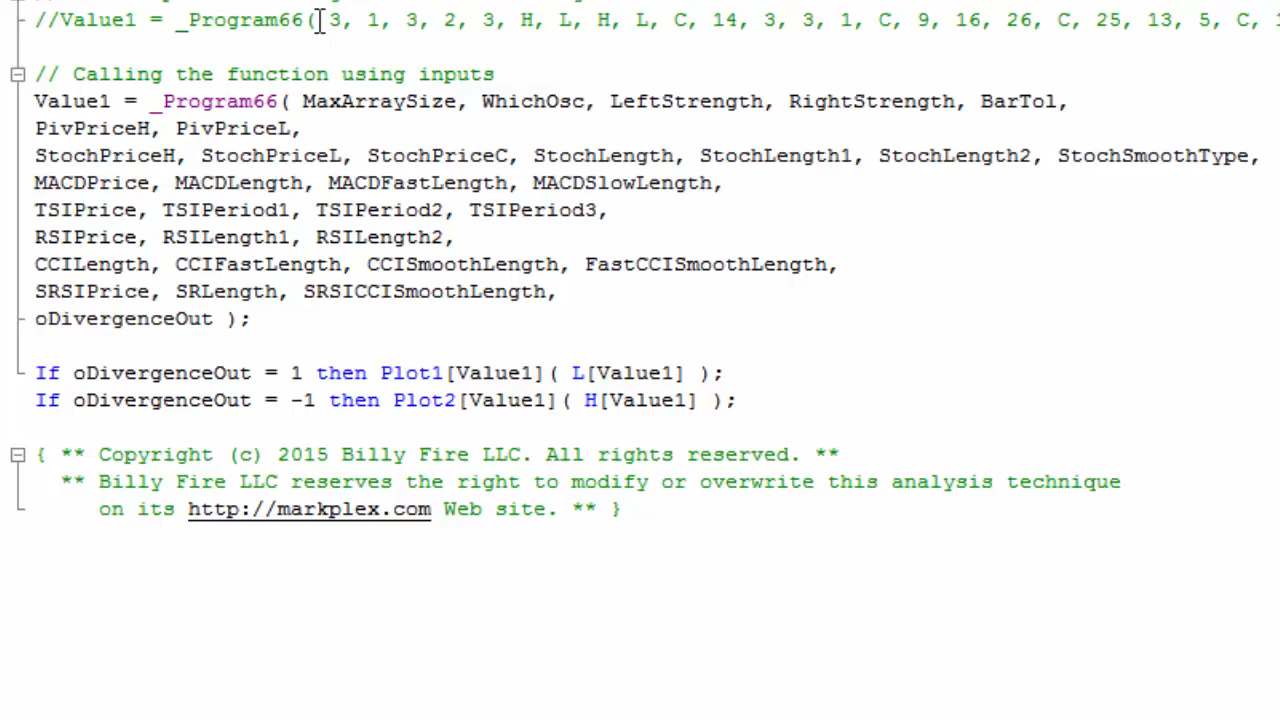 //Value1 = _Program66( 3, 1, 3, 2, 3, H, L, H, L, C, 14, 3, 3, 1, C, 9, 16, 26, C, 25, 13, 5, C,
// Calling the function using inputs
Value1 = _Program66( MaxArraySize, WhichOsc, LeftStrength, RightStrength, BarTol,
PivPriceH, PivPriceL,
StochPriceH, StochPriceL, StochPriceC, StochLength, StochLength1, StochLength2, StochSmoothType,
MACDPrice, MACDLength, MACDFastLength, MACDSlowLength,
TSIPrice, TSIPeriod1, TSIPeriod2, TSIPeriod3,
RSIPrice, RSILength1, RSILength2,
CCILength, CCIFastLength, CCISmoothLength, FastCCISmoothLength,
SRSIPrice, SRLength, SRSICCISmoothLength,
oDivergenceOut );
If oDivergenceOut = 1 then Plot1[Value1]( L[Value1] );
If oDivergenceOut = -1 then Plot2[Value1]( H[Value1] );
{ ** Copyright (c) 2015 Billy Fire LLC. All rights reserved. **
** Billy Fire LLC reserves the right to modify or overwrite this analysis technique
on its http://markplex.com Web site. ** }